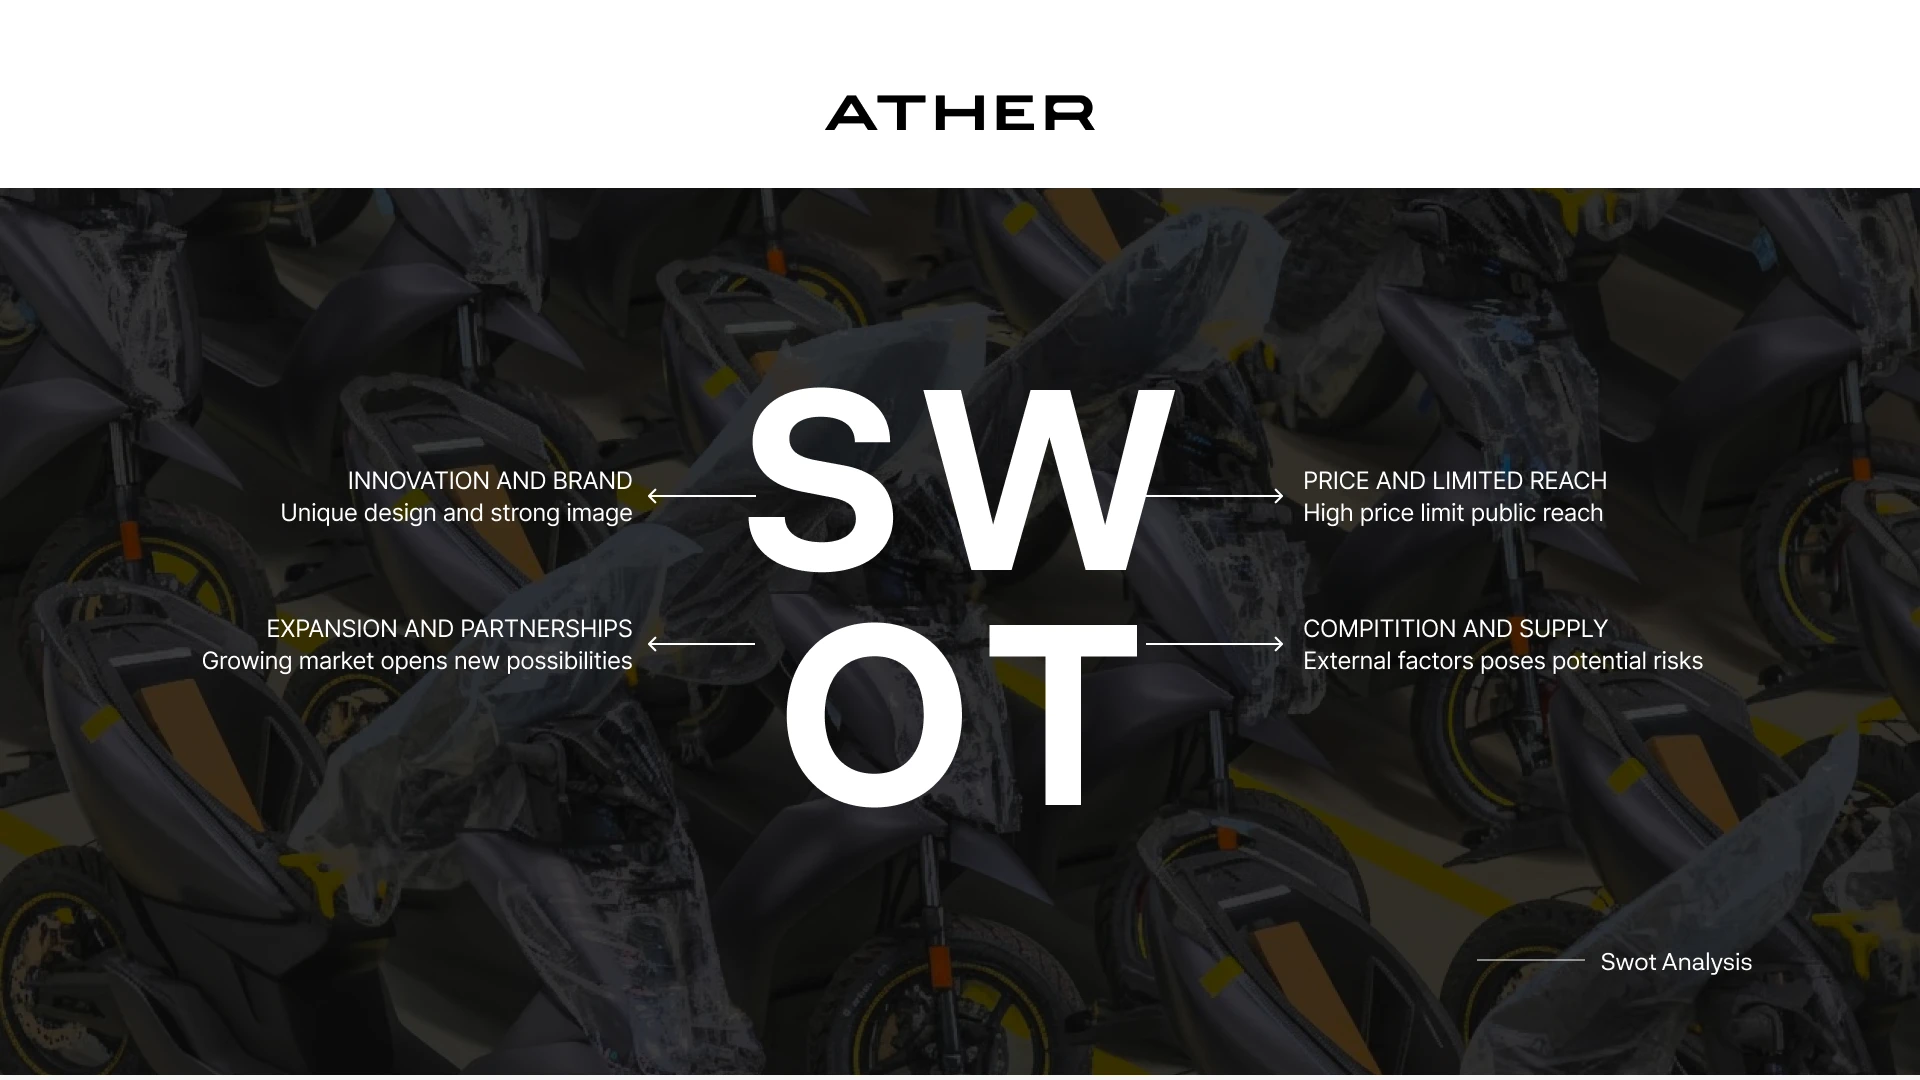 ATHER
SW
INNOVATION AND BRAND
Unique design and strong image
PRICE AND LIMITED REACH
High price limit public reach
OT
EXPANSION AND PARTNERSHIPS
Growing market opens new possibilities
COMPITITION AND SUPPLY
External factors poses potential risks
Swot Analysis